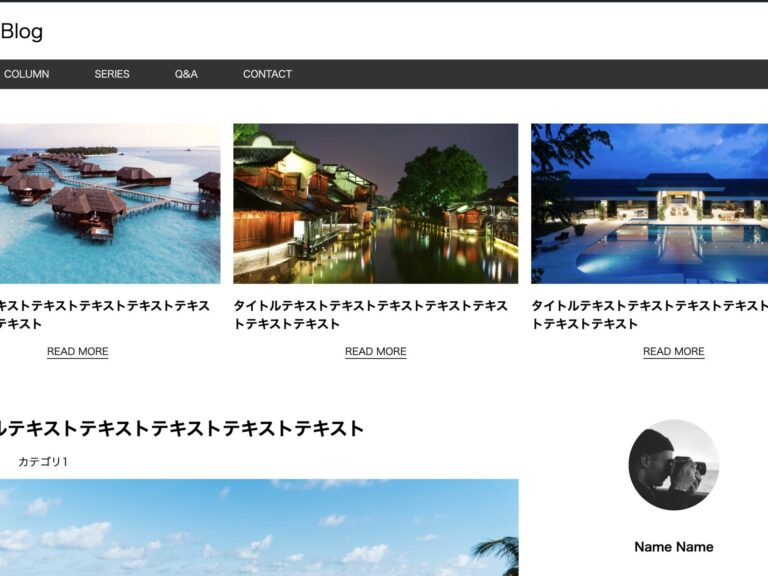 Blog
COLUMN SERIES Q&A CONTACT
キストテキストテキストテキストテキス
テキスト
READ MORE
タイトルテキストテキストテキストテキストテキス
トテキストテキスト
READ MORE
タイトルテキストテキストテキストテキスト
トテキストテキスト
READ MORE
ルテキストテキストテキストテキストテキスト
カテゴリ1
Name Name